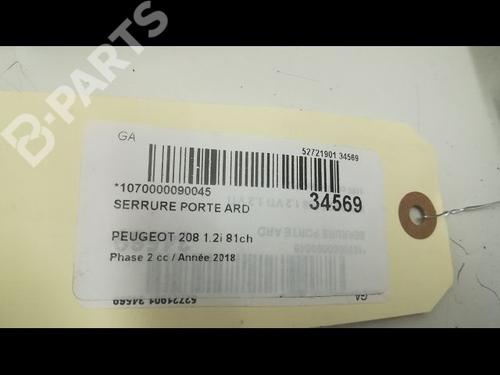 B-PARTS
GA
52721901 34569
*1070000090045
34569
SERRURE PORTE ARD
PEUGEOT 208 1.2i 81ch
Phase 2 cc / Année 2018